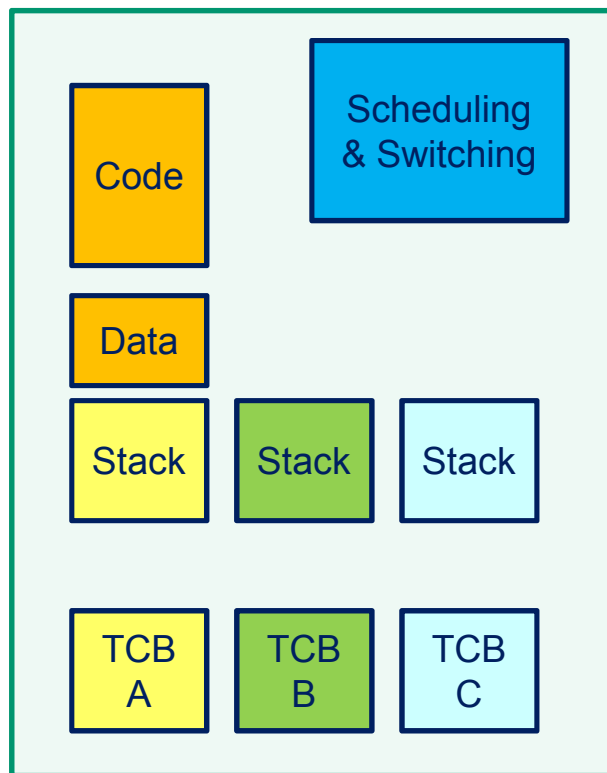 Scheduling
& Switching
Code
Data
Stack
Stack
Stack
TCB
A
TCB
B
TCB
C